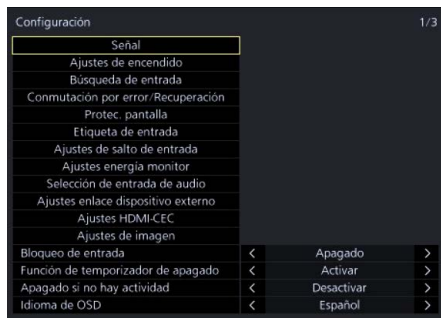 Configuración 1/3
Señal
Ajustes de encendido
Búsqueda de entrada
Conmutación por error/Recuperación
Protec. pantalla
Etiqueta de entrada
Ajustes de salto de entrada
Ajustes energía monitor
Selección de entrada de audio
Ajustes enlace dispositivo externo
Ajustes HDMI-CEC
Ajustes de imagen
Bloqueo de entrada < Apagado >
Función de temporizador de apagado < Activar >
Apagado si no hay actividad < Desactivar >
Idioma de OSD < Español >